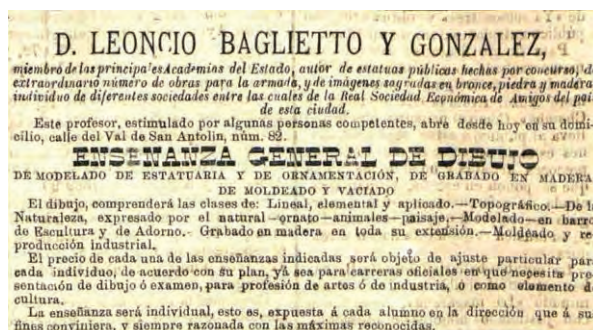 D. LEONCIO BAGLIETTO Y GONZALEZ,
miembro de las principales Academias del Estado, autor de estatuas públicas hechas por concurso, d
extraordinario número de obras para la armada, y de imágenes sagradas en bronce, piedra y madera
individuo de diferentes sociedades entre las cuales de la Real Sociedad Económica de Amigos del pai
de esta ciudad.
Este profesor, estimulado por algunas personas competentes, abre desde hoy en su domi-
cilio, calle del Val de San Antolin, núm. 82.
ENSENANZA GENERAL DE DIBUJO
DE MODELADO DE ESTATUARIA Y DE ORNAMENTACIÓN, DE GRABADO EN MADERA
DE MOLDEADO Y VACIADO
El dibujo, comprenderá las clases de: Lineal, elemental y aplicado.—Topográfico.—De l
Naturaleza, expresado por el natural—ornato—animales—paisaje.—Modelado—en barro
de Escultura y de Adorno.- Grabado en madera en toda su extensión.—Moldeado y re-
producción industrial.
El precio de cada una de las enseñanzas indicadas será objeto de ajuste particular par
cada individuo, de acuerdo con su plan, yá sea para carreras oficiales en que necesita pre
sentación de dibujo ó examen, para profesión de artes ó de industria, ó como elemento d
cultura.
La enseñanza será individual, esto es, expuesta á cada alumno en la dirección que á su
fines conviniera, y siempre razonada con las máximas reconocidas.